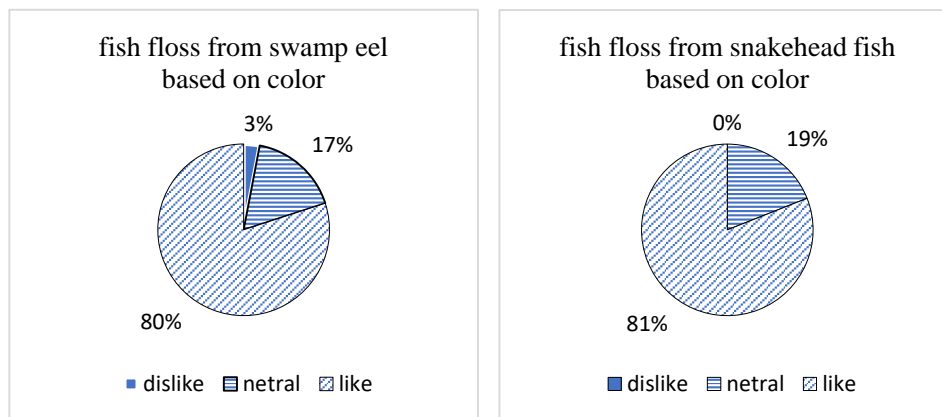 fish floss from swamp eel
based on color
3%
17%
80%
dislike netral like
fish floss from snakehead fish
based on color
0%
19%
81%
dislike netral like